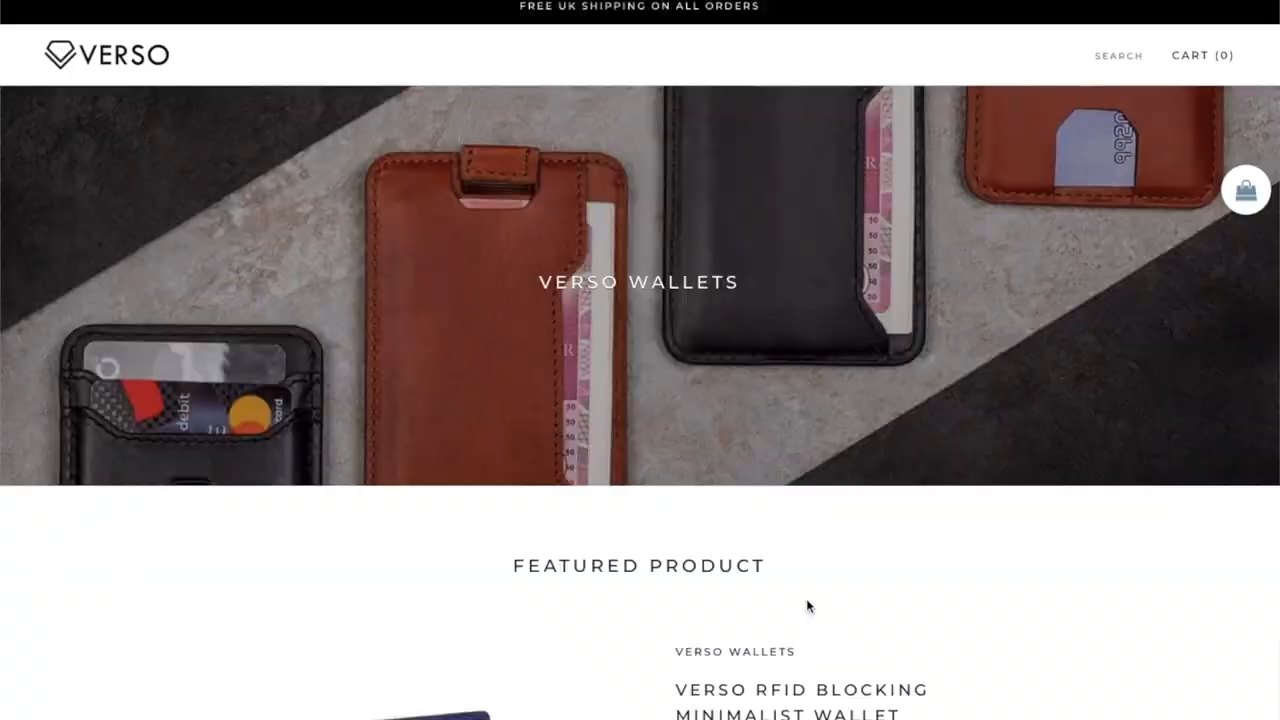 FREE UK SHIPPING ON ALL ORDERS
VERSO
SEARCH
CART (0)
VERSO WALLETS
debit
FEATURED PRODUCT
VERSO WALLETS
VERSO RFID BLOCKING
MINIMALIST WALLET